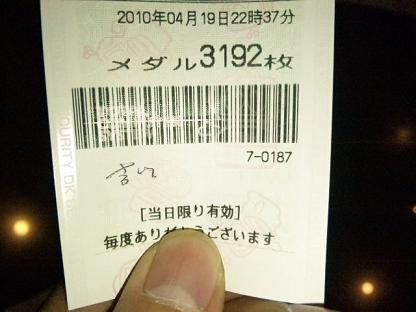 2010年04月19日22時37分
メダル3192枚
7-0187
[当日限り有効]
毎度ありがとうございます